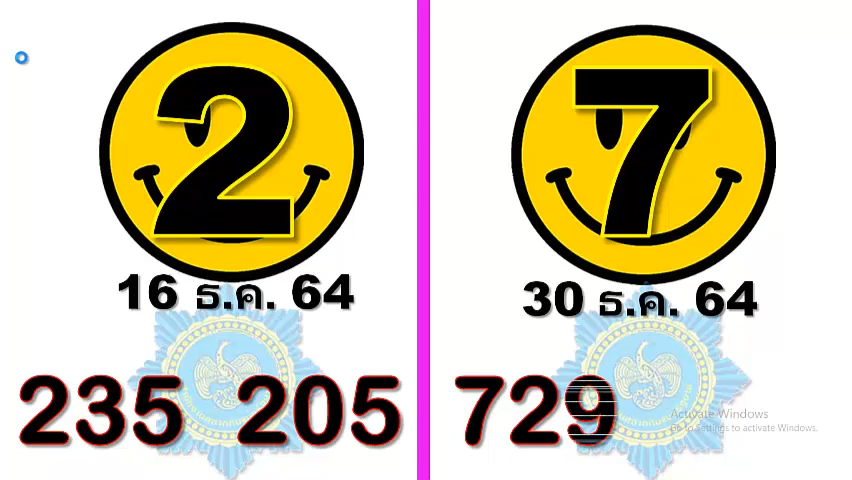 2
16 ธ.ค. 64
235 205
7
30 ธ.ค. 64
729
Activate Windows
Go to Settings to activate Windows.